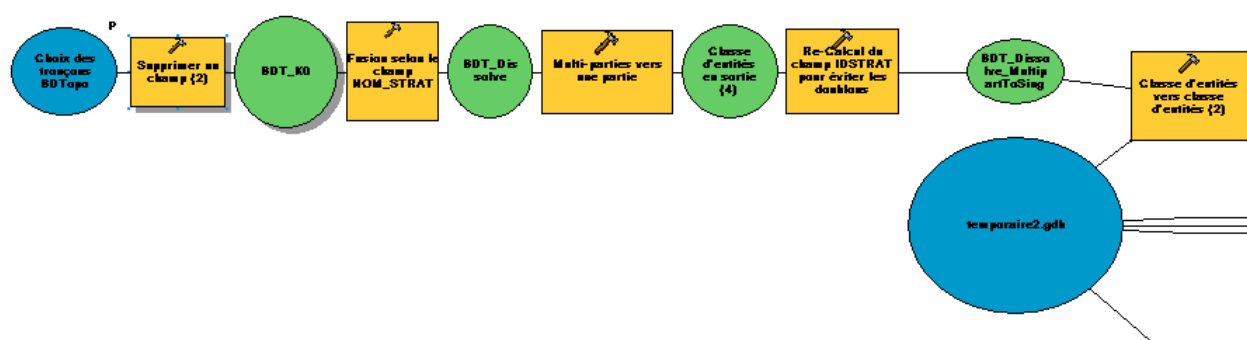 P
Choix des
tronçons
BDTopo
Supprimer un
champ (2)
BDT_K0
Fusion selon le
champ
NOM_STRAT
BDT_Dis
solve
Multi-parties vers
une partie
Classe
d'entités
en sortie
(4)
Re-Calcul du
champ IDSTRAT
pour éviter les
doublons
BDT_Disso
lve_Multip
artToSing
Classe d'entités
vers classe
d'entités (2)
temporaire2.gdb